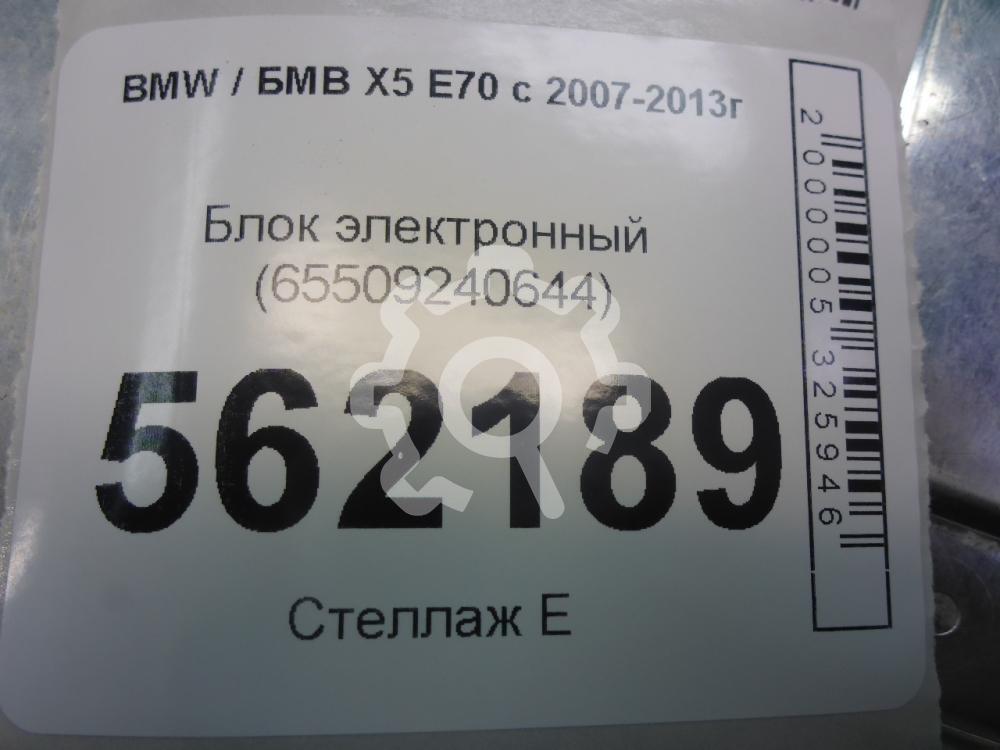 BMW / БМВ X5 E70 с 2007-2013г
Блок электронный
(65509240644)
562189
Стеллаж Е
2000005325946